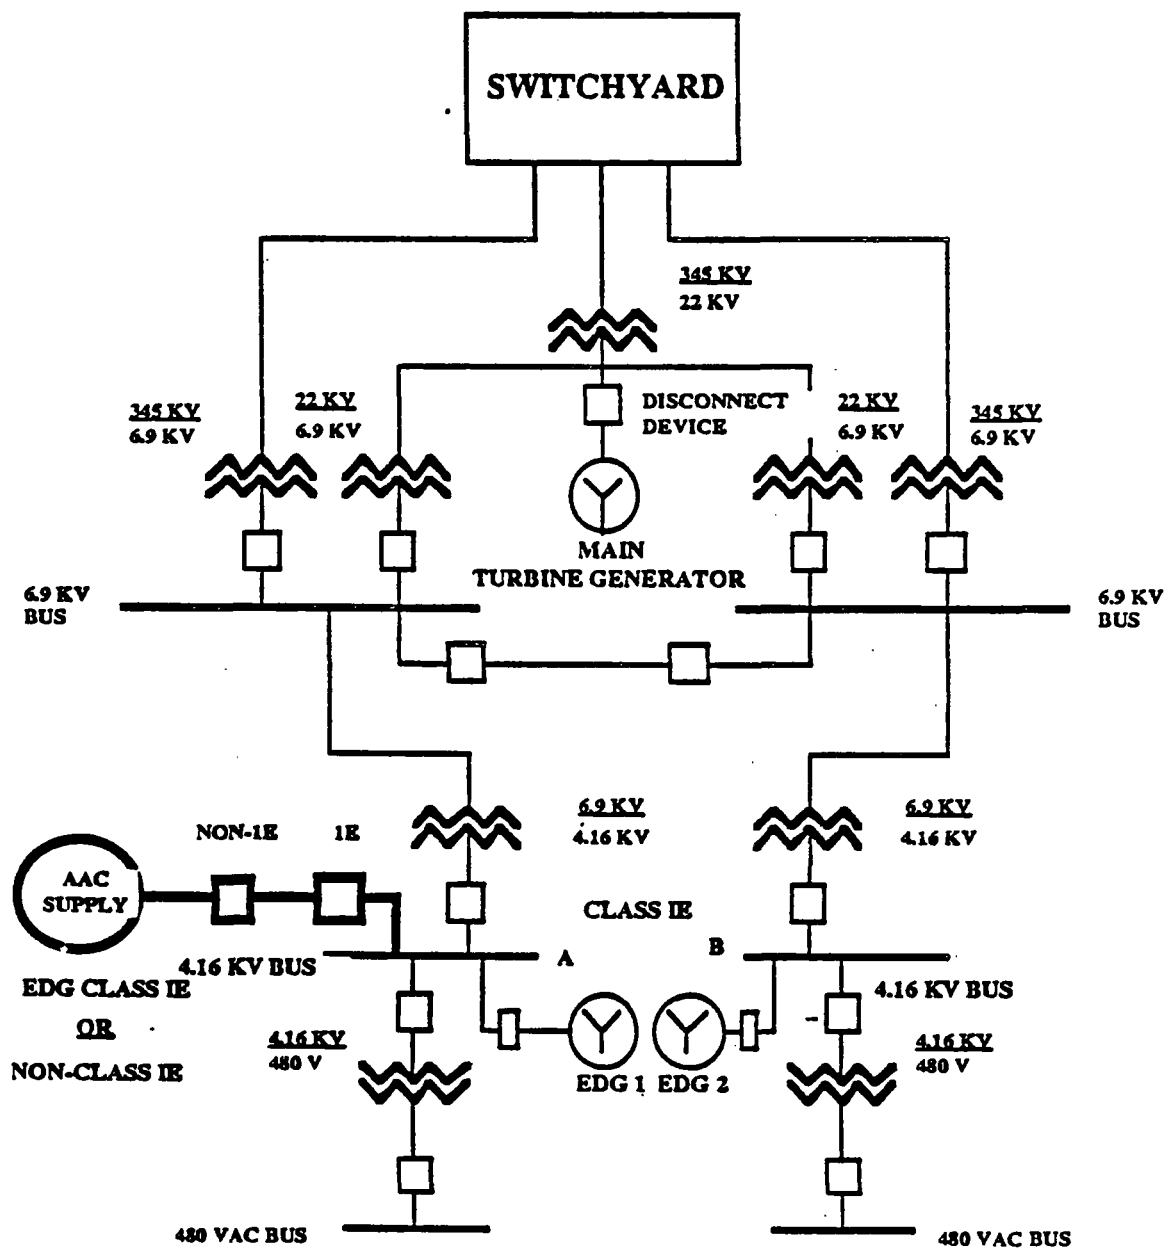 SWITCHYARD
345 KV
22 KV
345 KV
6.9 KV
22 KV
6.9 KV
DISCONNECT
DEVICE
22 KV
6.9 KV
345 KV
6.9 KV
MAIN
TURBINE GENERATOR
6.9 KV
BUS
6.9 KV
BUS
6.9 KV
4.16 KV
6.9 KV
4.16 KV
NON-1E
1E
AAC
SUPPLY
CLASS IE
A
B
4.16 KV BUS
4.16 KV BUS
EDG CLASS IE
OR
NON-CLASS IE
4.16 KV
480 V
EDG 1
EDG 2
4.16 KV
480 V
480 VAC BUS
480 VAC BUS